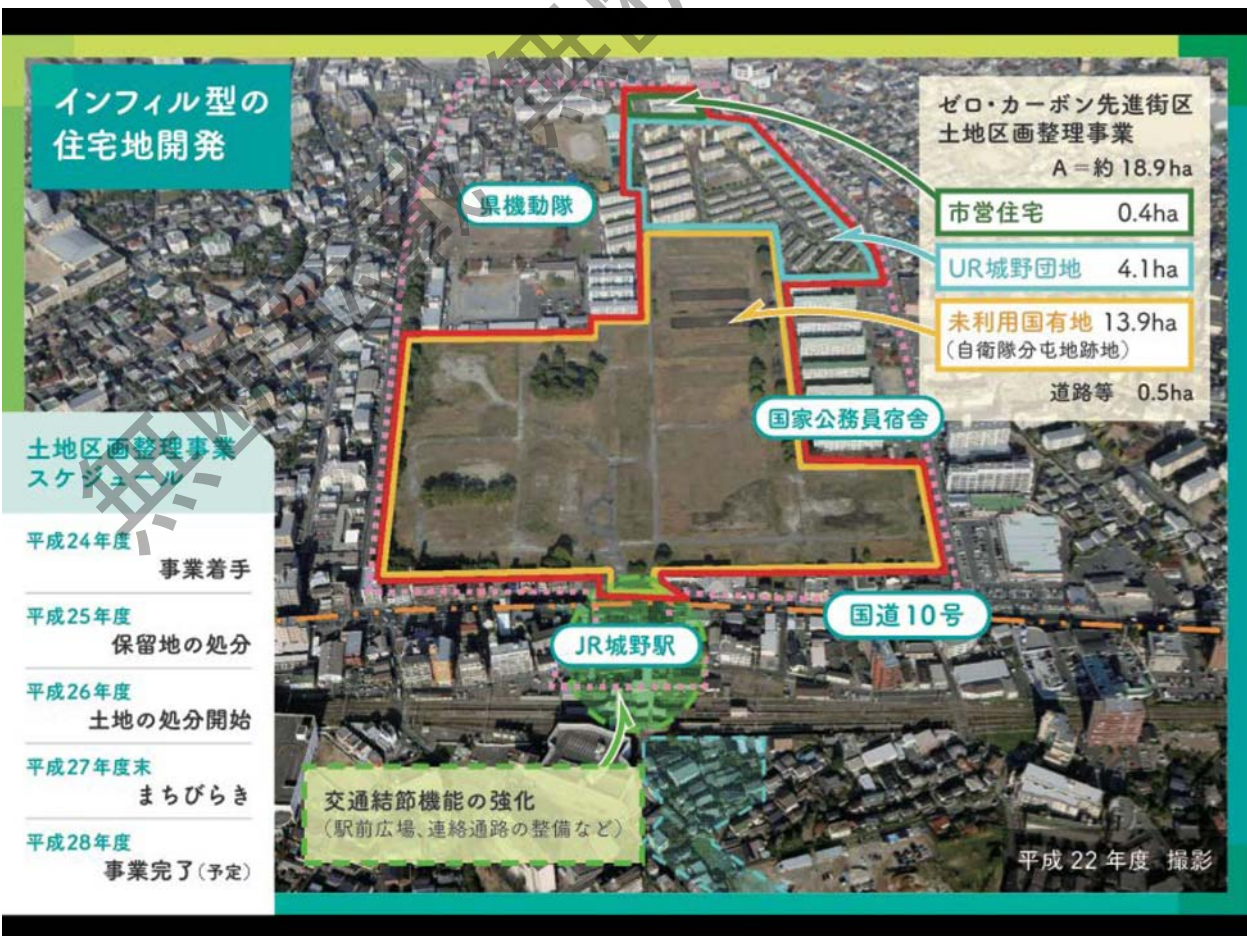 インフィル型の
住宅地開発
ゼロ・カーボン先進街区
土地区画整理事業
A=約18.9ha
市営住宅 0.4ha
UR城野団地 4.1ha
未利用国有地 13.9ha
(自衛隊分屯地跡地)
道路等 0.5ha
県機動隊
国家公務員宿舎
国道10号
JR城野駅
交通結節機能の強化
(駅前広場、連絡通路の整備など)
土地区画整理事業
スケジュール
平成24年度
事業着手
平成25年度
保留地の処分
平成26年度
土地の処分開始
平成27年度末
まちびらき
平成28年度
事業完了(予定)
平成22年度 撮影